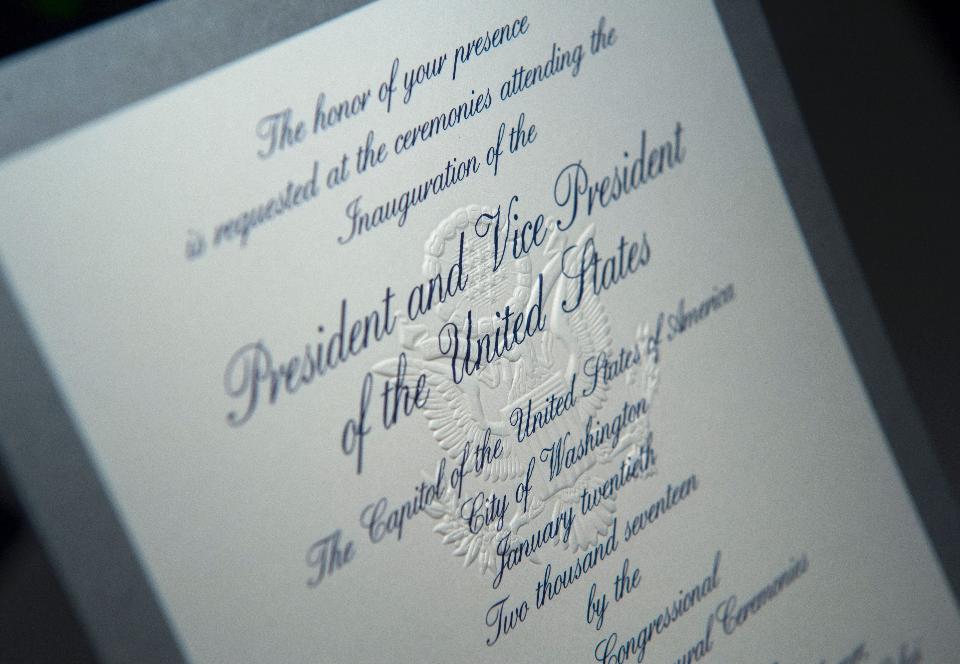 The honor of your presence
is requested at the ceremonies attending the
Inauguration of the
President and Vice President
of the United States
The Capitol of the United States of America
City of Washington
January twentieth
Two thousand seventeen
by the
Congressional
Ceremonies